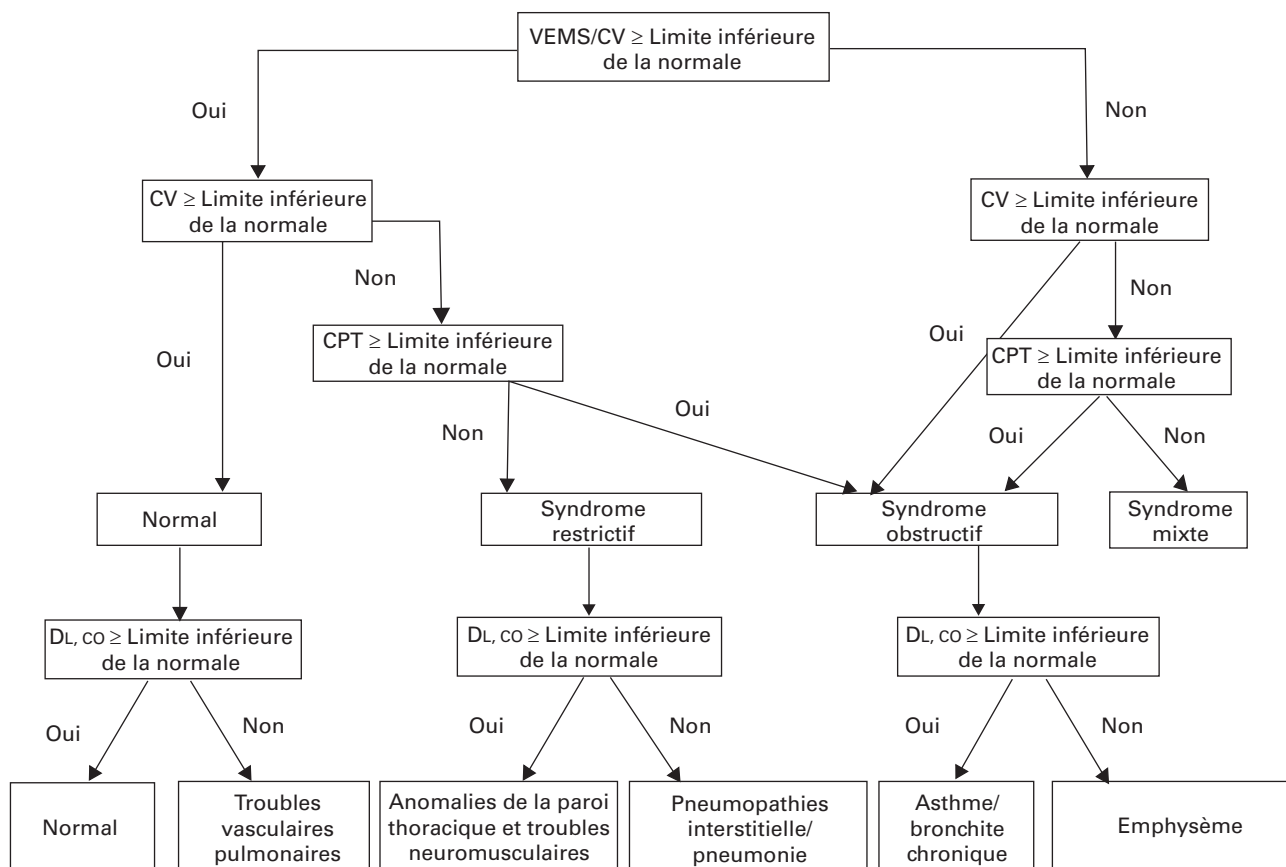 VEMS/CV ≥ Limite inférieure
de la normale
Oui
Non
CV ≥ Limite inférieure
de la normale
CV ≥ Limite inférieure
de la normale
Non
Non
Oui
Oui
CPT ≥ Limite inférieure
de la normale
CPT ≥ Limite inférieure
de la normale
Non
Oui
Oui
Non
Normal
Syndrome
restrictif
Syndrome
obstructif
Syndrome
mixte
DL, CO ≥ Limite inférieure
de la normale
DL, CO ≥ Limite inférieure
de la normale
DL, CO ≥ Limite inférieure
de la normale
Oui
Non
Oui
Non
Oui
Non
Normal
Troubles
vasculaires
pulmonaires
Anomalies de la paroi
thoracique et troubles
neuromusculaires
Pneumopathies
interstitielle/
pneumonie
Asthme/
bronchite
chronique
Emphysème